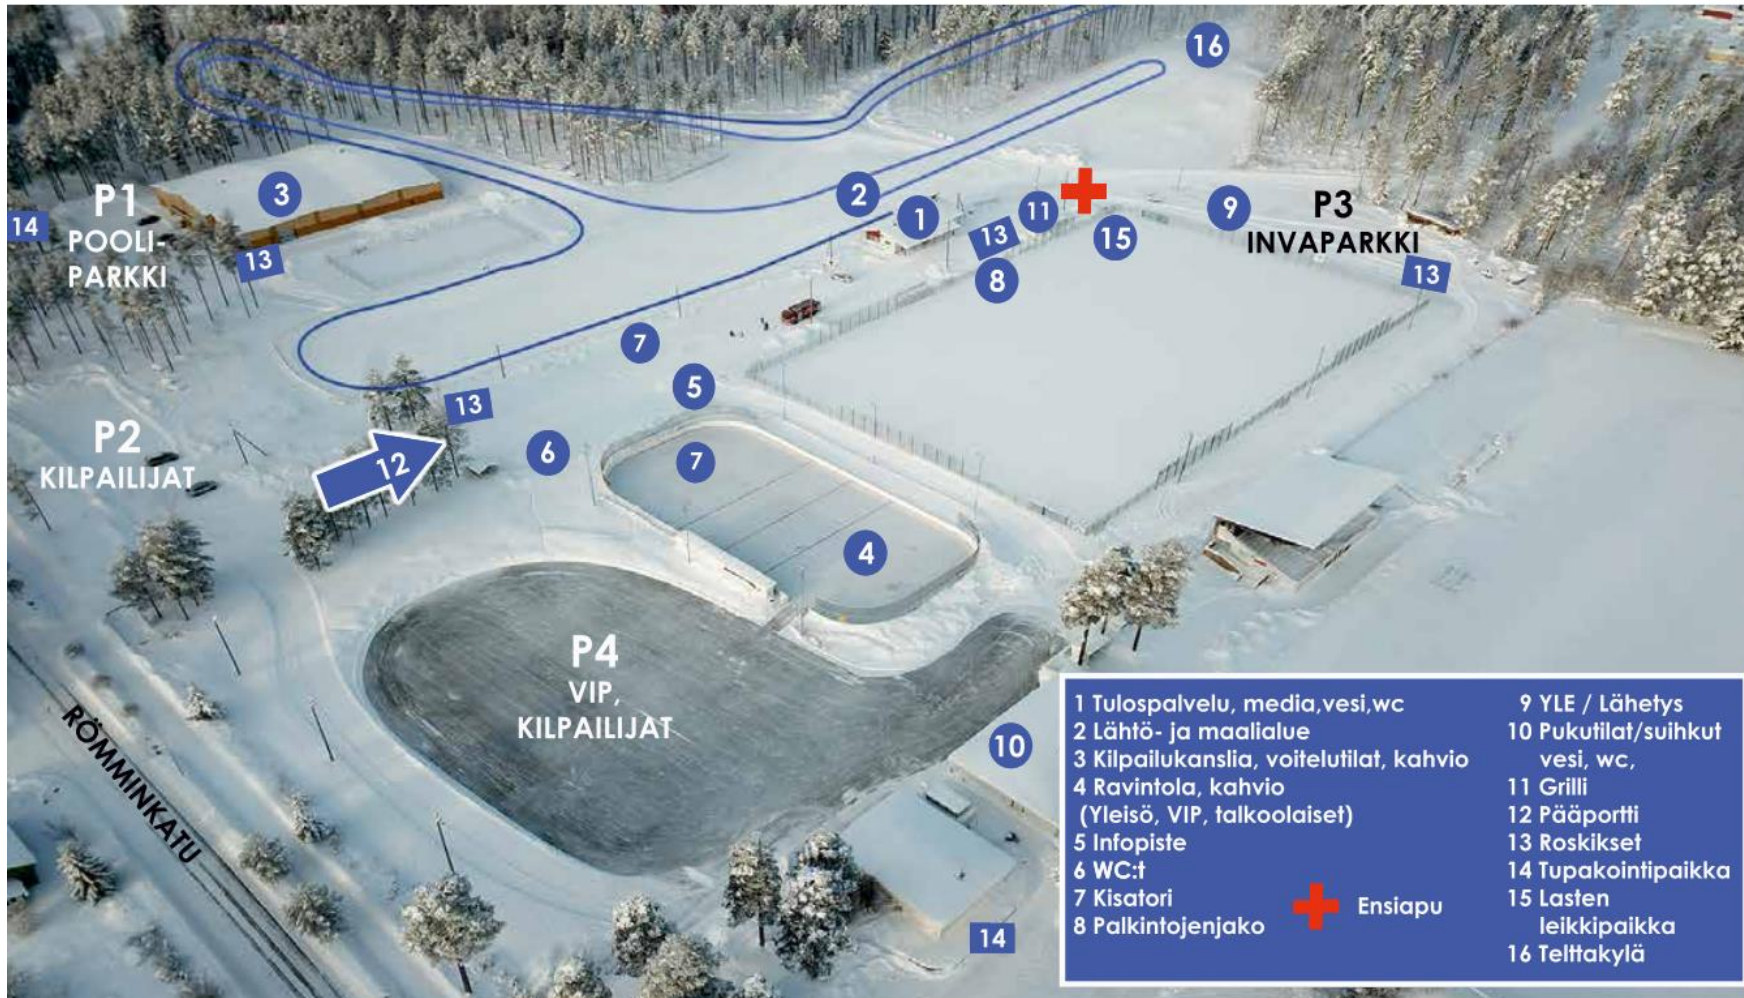 16
P1
POOLI-
PARKKI
3
14
13
2
1
11
13
15
9
P3
INVAPARKKI
13
8
7
5
13
P2
KILPAILIJAT
12
6
7
4
P4
VIP,
KILPAILIJAT
RÖMMINKATU
10
14
1 Tulospalvelu, media,vesi,wc
2 Lähtö- ja maalialue
3 Kilpailukanslia, voitelutilat, kahvio
4 Ravintola, kahvio
(Yleisö, VIP, talkoolaiset)
5 Infopiste
6 WC:t
7 Kisatori
8 Palkintojenjako
Ensiapu
9 YLE / Lähetys
10 Pukutilat/suihkut
vesi, wc,
11 Grilli
12 Pääportti
13 Roskikset
14 Tupakointipaikka
15 Lasten
leikkipaikka
16 Telttakylä